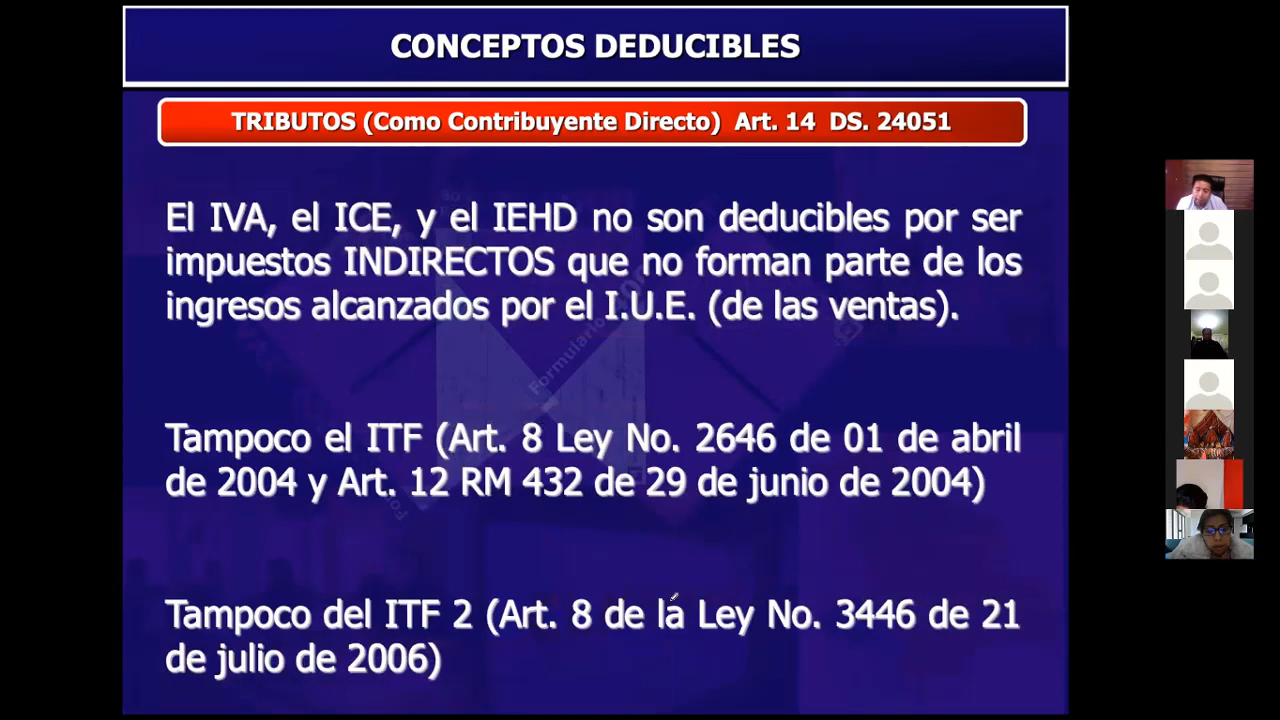 CONCEPTOS DEDUCIBLES
TRIBUTOS (Como Contribuyente Directo) Art. 14 DS. 24051
El IVA, el ICE, y el IEHD no son deducibles por ser
impuestos INDIRECTOS que no forman parte de los
ingresos alcanzados por el I.U.E. (de las ventas).
Formulario
Tampoco el ITF (Art. 8 Ley No. 2646 de 01 de abril
de 2004 y Art. 12 RM 432 de 29 de junio de 2004)
Tampoco del ITF 2 (Art. 8 de la Ley No. 3446 de 21
de julio de 2006)